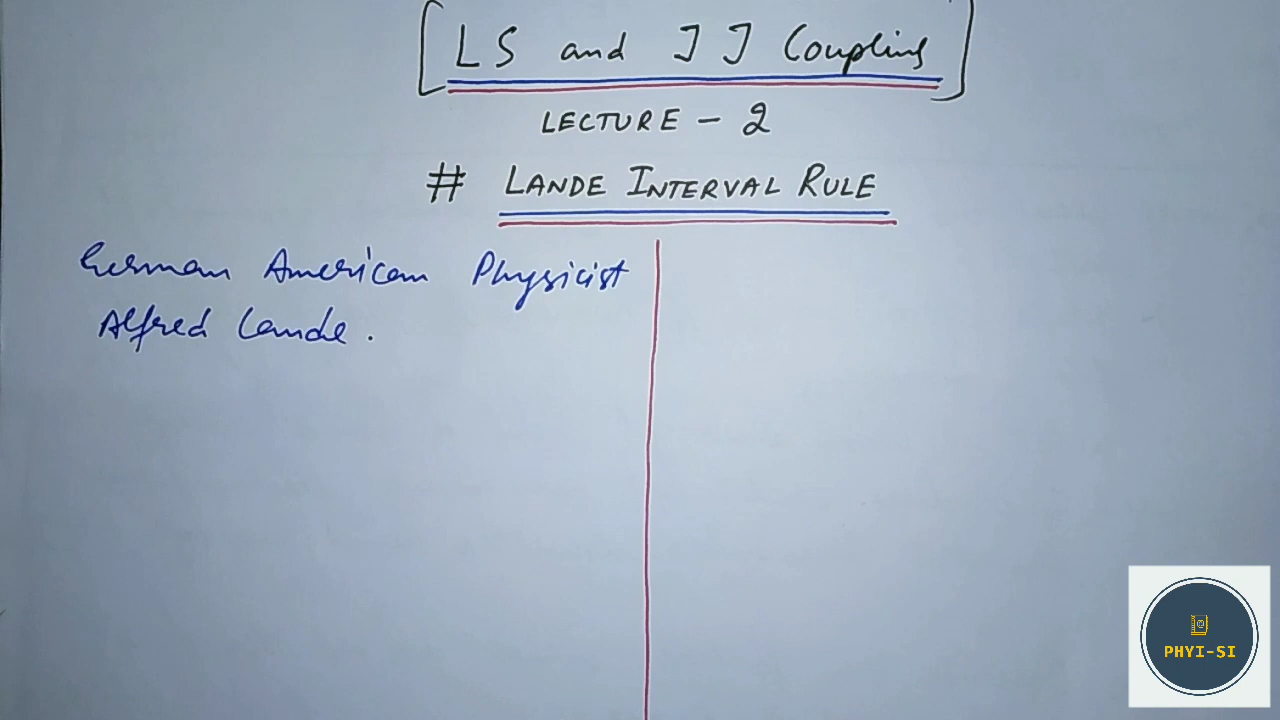 [LS and JJ Coupling]
LECTURE - 2
# LANDE INTERVAL RULE
German American Physicist
Alfred Lande.
PHYI-SI